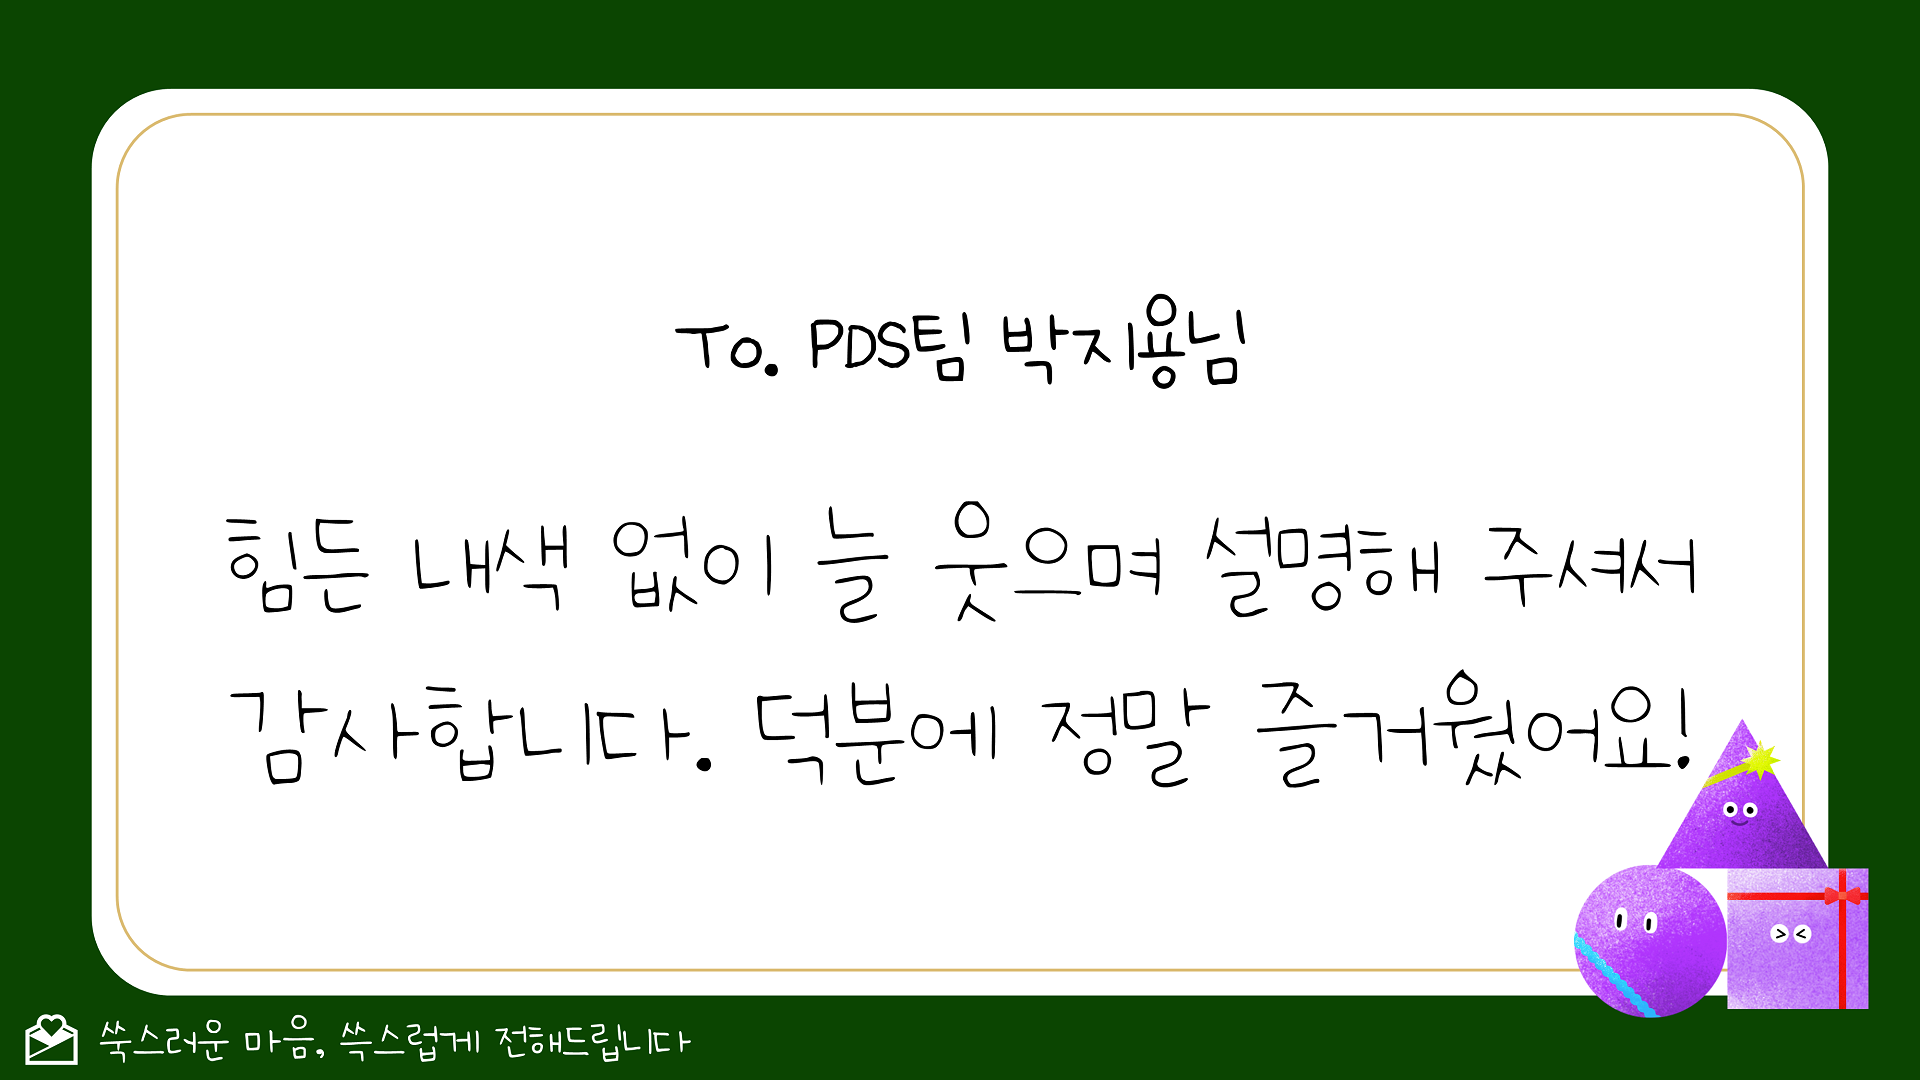 To. PDS팀 박지용님
힘든 내색 없이 늘 웃으며 설명해 주셔서
감사합니다. 덕분에 정말 즐거웠어요!
쑥스러운 마음, 쓱스럽게 전해드립니다